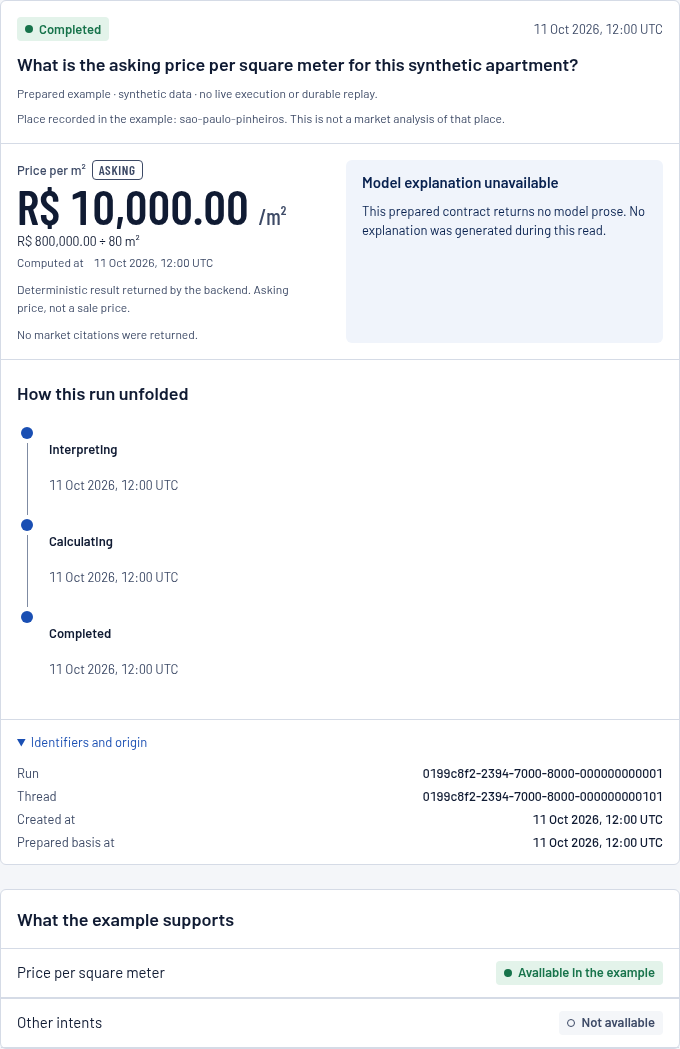 Completed
11 Oct 2026, 12:00 UTC
What is the asking price per square meter for this synthetic apartment?
Prepared example · synthetic data · no live execution or durable replay.
Place recorded in the example: sao-paulo-pinheiros. This is not a market analysis of that place.
Price per m² ASKING
R$ 10,000.00 /m²
R$ 800,000.00 ÷ 80 m²
Computed at 11 Oct 2026, 12:00 UTC
Deterministic result returned by the backend. Asking
price, not a sale price.
No market citations were returned.
Model explanation unavailable
This prepared contract returns no model prose. No
explanation was generated during this read.
How this run unfolded
Interpreting
11 Oct 2026, 12:00 UTC
Calculating
11 Oct 2026, 12:00 UTC
Completed
11 Oct 2026, 12:00 UTC
▼ Identifiers and origin
Run 0199c8f2-2394-7000-8000-000000000001
Thread 0199c8f2-2394-7000-8000-000000000101
Created at 11 Oct 2026, 12:00 UTC
Prepared basis at 11 Oct 2026, 12:00 UTC
What the example supports
Price per square meter Available in the example
Other intents Not available